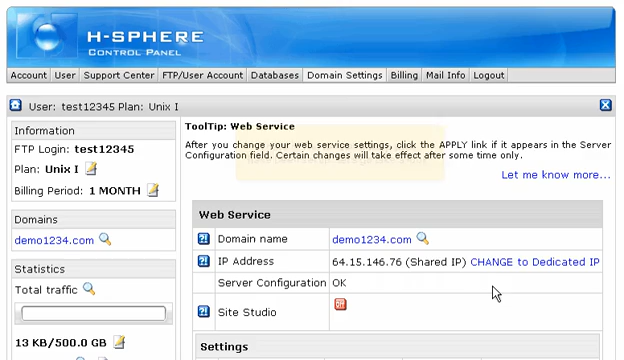 H-SPHERE
CONTROL PANEL
Account User Support Center FTP/User Account Databases Domain Settings Billing Mail Info Logout
User: test12345 Plan: Unix I
Information
FTP Login: test12345
Plan: Unix I
Billing Period: 1 MONTH
Domains
demo1234.com
Statistics
Total traffic
13 KB/500.0 GB
ToolTip: Web Service
After you change your web service settings, click the APPLY link if it appears in the Server
Configuration field. Certain changes will take effect after some time only.
Let me know more...
Web Service
Domain name demo1234.com
IP Address 64.15.146.76 (Shared IP) CHANGE to Dedicated IP
Server Configuration OK
Site Studio OFF
Settings